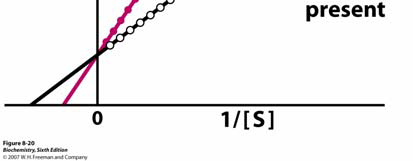 present
0 1/[S]
Figure 8-20
Biochemistry, Sixth Edition
© 2007 W. H. Freeman and Company